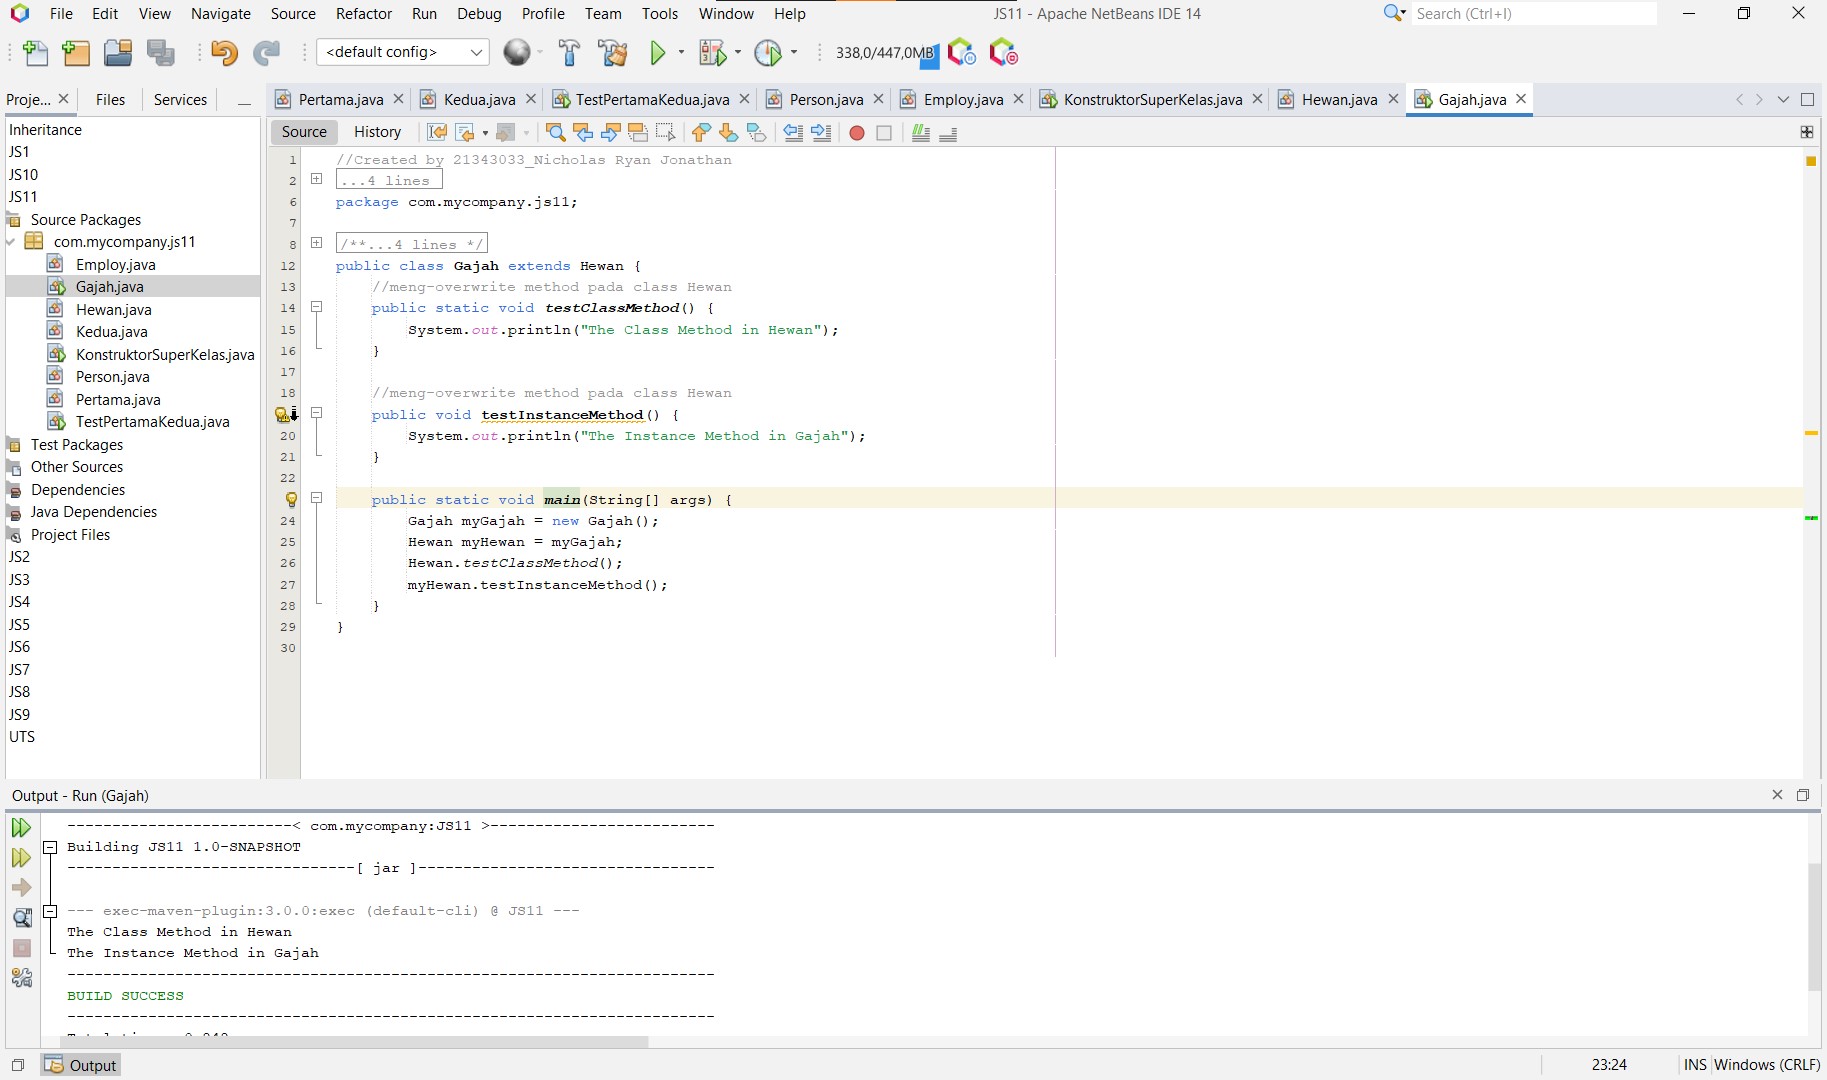 File Edit View Navigate Source Refactor Run Debug Profile Team Tools Window Help JS11 - Apache NetBeans IDE 14 Search (Ctrl+I)
<default config> 338,0/447,0MB
Proje... Files Services Pertama.java Kedua.java TestPertamaKedua.java Person.java Employ.java KonstruktorSuperKelas.java Hewan.java Gajah.java
Source History
Inheritance
JS1
JS10
JS11
Source Packages
com.mycompany.js11
Employ.java
Gajah.java
Hewan.java
Kedua.java
KonstruktorSuperKelas.java
Person.java
Pertama.java
TestPertamaKedua.java
Test Packages
Other Sources
Dependencies
Java Dependencies
Project Files
JS2
JS3
JS4
JS5
JS6
JS7
JS8
JS9
UTS
1 //Created by 21343033_Nicholas Ryan Jonathan
2 ...4 lines
6 package com.mycompany.js11;
7
8 /**...4 lines */
12 public class Gajah extends Hewan {
13 //meng-overwrite method pada class Hewan
14 public static void testClassMethod() {
15 System.out.println("The Class Method in Hewan");
16 }
17
18 //meng-overwrite method pada class Hewan
public void testInstanceMethod() {
20 System.out.println("The Instance Method in Gajah");
21 }
22
public static void main(String[] args) {
24 Gajah myGajah = new Gajah();
25 Hewan myHewan = myGajah;
26 Hewan.testClassMethod();
27 myHewan.testInstanceMethod();
28 }
29 }
30
Output - Run (Gajah)
-------------------------< com.mycompany:JS11 >-------------------------
Building JS11 1.0-SNAPSHOT
--------------------------------[ jar ]---------------------------------
--- exec-maven-plugin:3.0.0:exec (default-cli) @ JS11 ---
The Class Method in Hewan
The Instance Method in Gajah
------------------------------------------------------------------------
BUILD SUCCESS
------------------------------------------------------------------------
Output 23:24 INS Windows (CRLF)